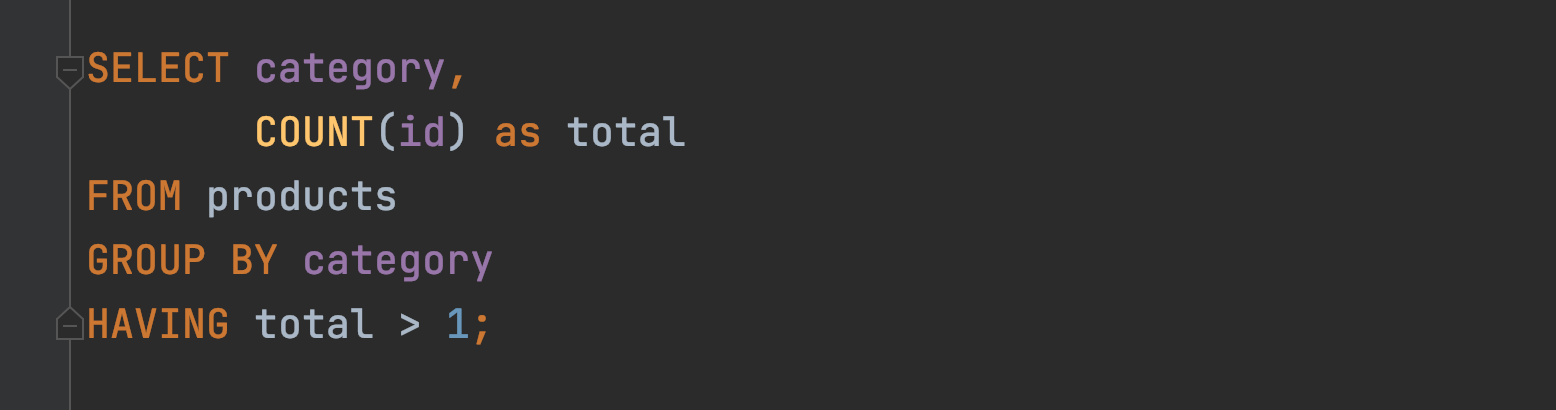 SELECT category,
       COUNT(id) as total
FROM products
GROUP BY category
HAVING total > 1;